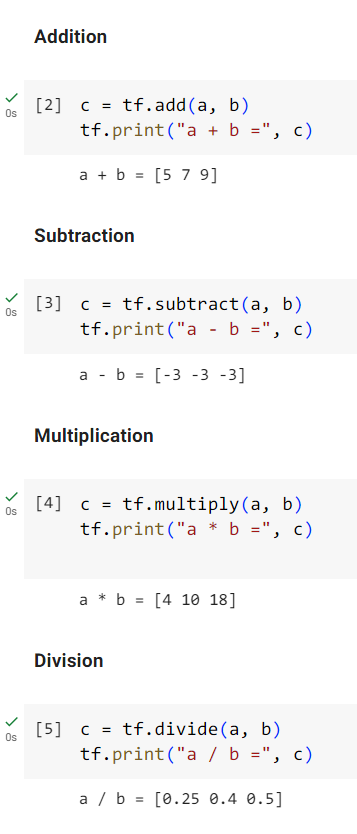 Addition
[2] c = tf.add(a, b)
0s
tf.print("a + b =", c)
a + b = [5 7 9]
Subtraction
[3] c = tf.subtract(a, b)
0s
tf.print("a - b =", c)
a - b = [-3 -3 -3]
Multiplication
[4] c = tf.multiply(a, b)
0s
tf.print("a * b =", c)
a * b = [4 10 18]
Division
[5] c = tf.divide(a, b)
0s
tf.print("a / b =", c)
a / b = [0.25 0.4 0.5]